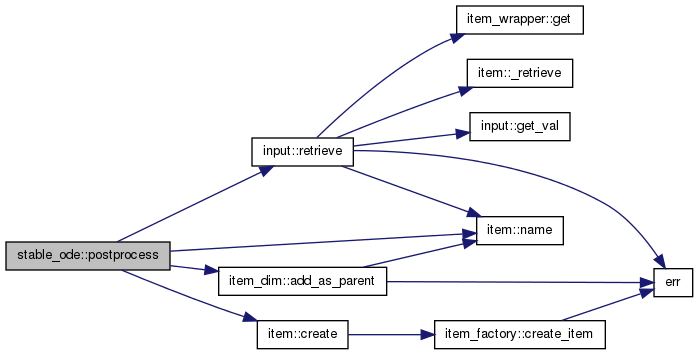 item_wrapper::get
item::_retrieve
input::get_val
input::retrieve
item::name
stable_ode::postprocess
item_dim::add_as_parent
err
item::create
item_factory::create_item